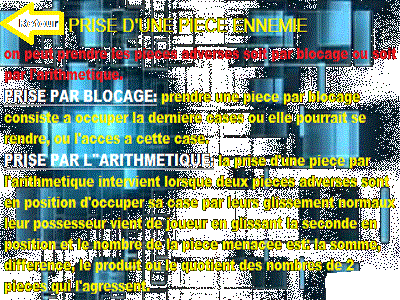 Retour
PRISE D'UNE PIECE ENNEMIE
on peut prendre les pieces adverses soit par blocage ou soit
par l'arithmetique.
PRISE PAR BLOCAGE: prendre une piece par blocage
consiste a occuper la derniere cases ou elle pourrait se
rendre, ou l'acces a cette case.
PRISE PAR L"ARITHMETIQUE: la prise d'une piece par
l'arithmetique intervient lorsque deux pieces adverses sont
en position d'occuper sa case par leurs glissement normaux
leur possesseur vient de joueur en glissant la seconde en
position et le nombre de la piece menacee est: la somme,
difference, le produit ou le quotient des nombres de 2
pieces qui l'agressent.